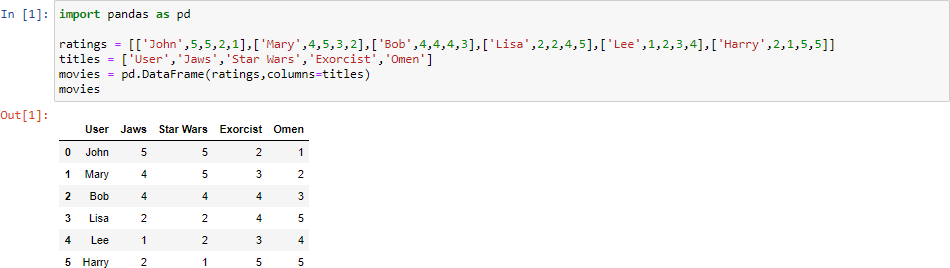 In [1]: import pandas as pd
ratings = [['John',5,5,2,1],['Mary',4,5,3,2],['Bob',4,4,4,3],['Lisa',2,2,4,5],['Lee',1,2,3,4],['Harry',2,1,5,5]]
titles = ['User','Jaws','Star Wars','Exorcist','Omen']
movies = pd.DataFrame(ratings,columns=titles)
movies
Out[1]:
User Jaws Star Wars Exorcist Omen
0 John 5 5 2 1
1 Mary 4 5 3 2
2 Bob 4 4 4 3
3 Lisa 2 2 4 5
4 Lee 1 2 3 4
5 Harry 2 1 5 5